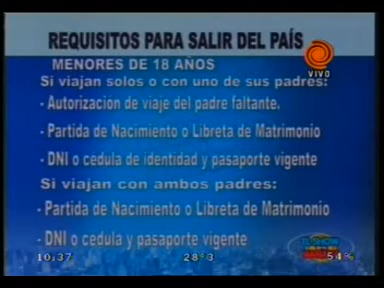 REQUISITOS PARA SALIR DEL PAÍS
VIVO
MENORES DE 18 AÑOS
Si viajan solos o con uno de sus padres:
- Autorización de viaje del padre faltante.
- Partida de Nacimiento o Libreta de Matrimonio
- DNI o cedula de identidad y pasaporte vigente
Si viajan con ambos padres:
- Partida de Nacimiento o Libreta de Matrimonio
- DNI o cedula y pasaporte vigente
EL SHOW
10:37
28°3
54%